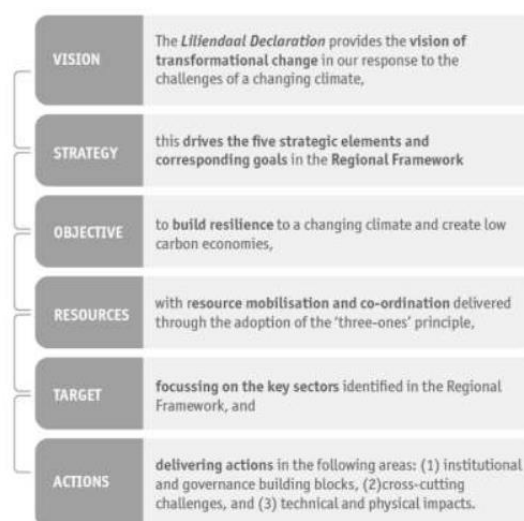 VISION
The Liliendaal Declaration provides the vision of
transformational change in our response to the
challenges of a changing climate,
STRATEGY
this drives the five strategic elements and
corresponding goals in the Regional Framework
OBJECTIVE
to build resilience to a changing climate and create low
carbon economies,
RESOURCES
with resource mobilisation and co-ordination delivered
through the adoption of the 'three-ones' principle,
TARGET
focussing on the key sectors identified in the Regional
Framework, and
ACTIONS
delivering actions in the following areas: (1) institutional
and governance building blocks, (2)cross-cutting
challenges, and (3) technical and physical impacts.